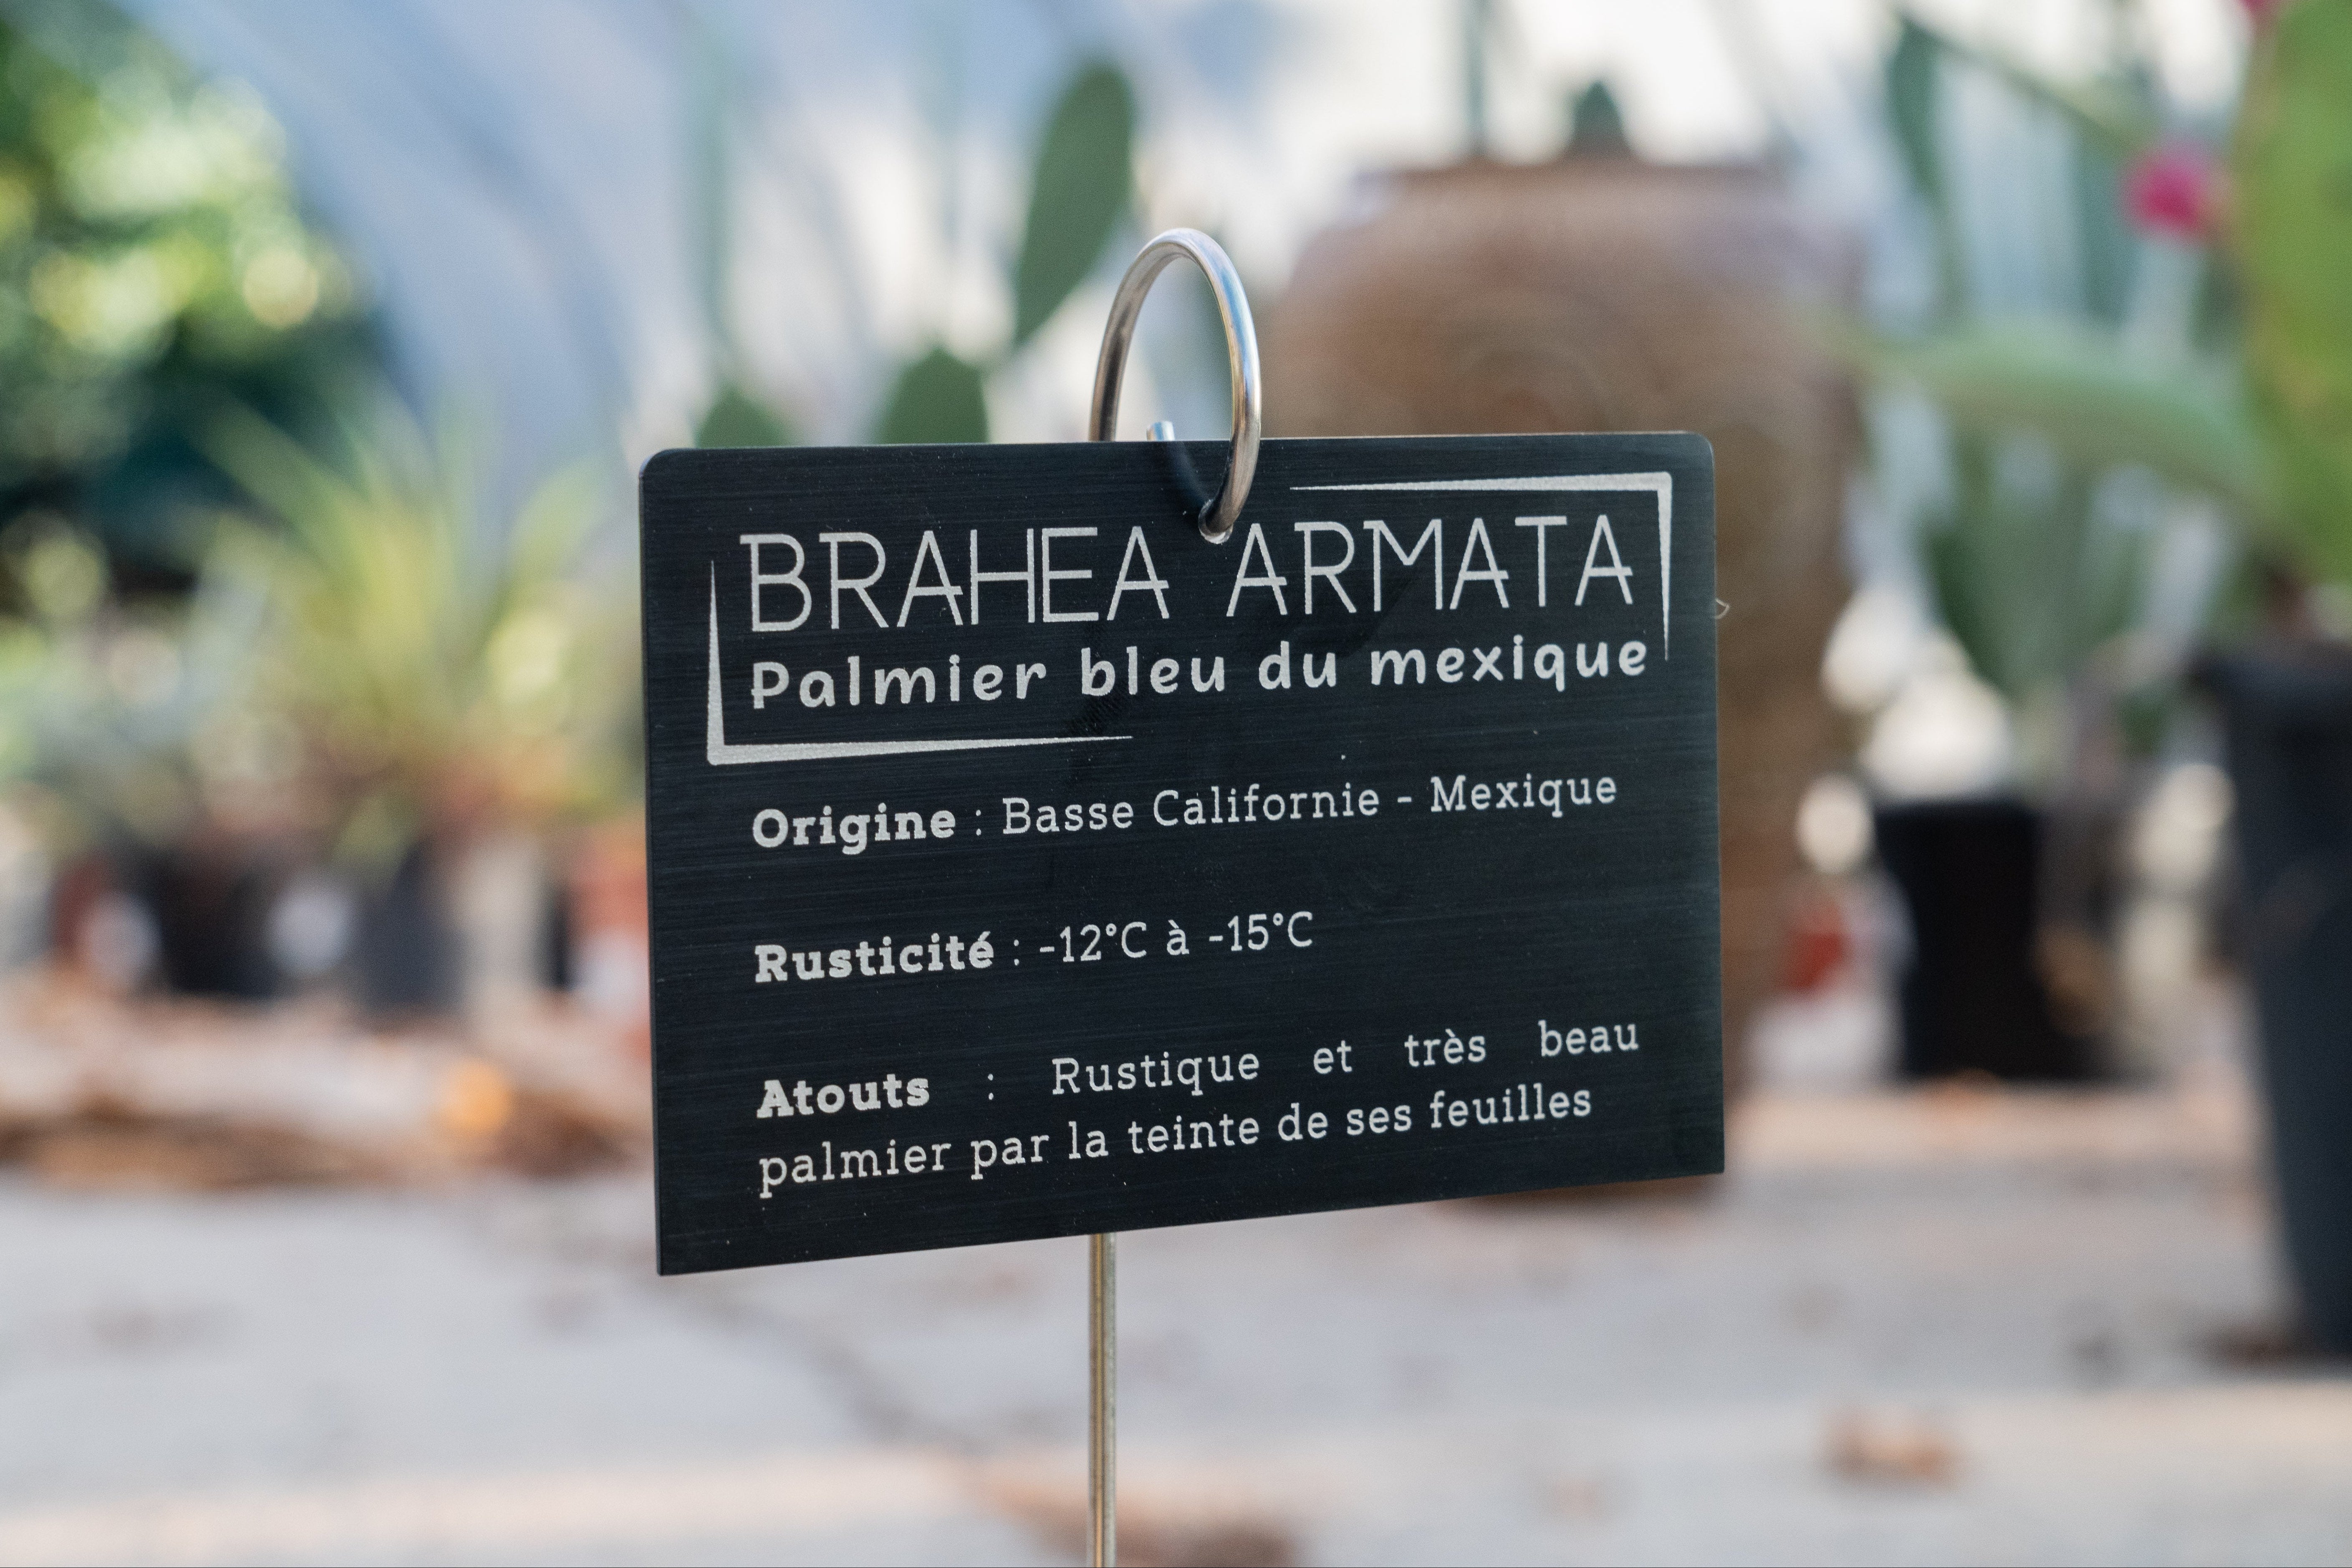 BRAHEA ARMATA
Palmier bleu du mexique
Origine : Basse Californie - Mexique
Rusticité : -12°C à -15°C
Atouts : Rustique et très beau
palmier par la teinte de ses feuilles